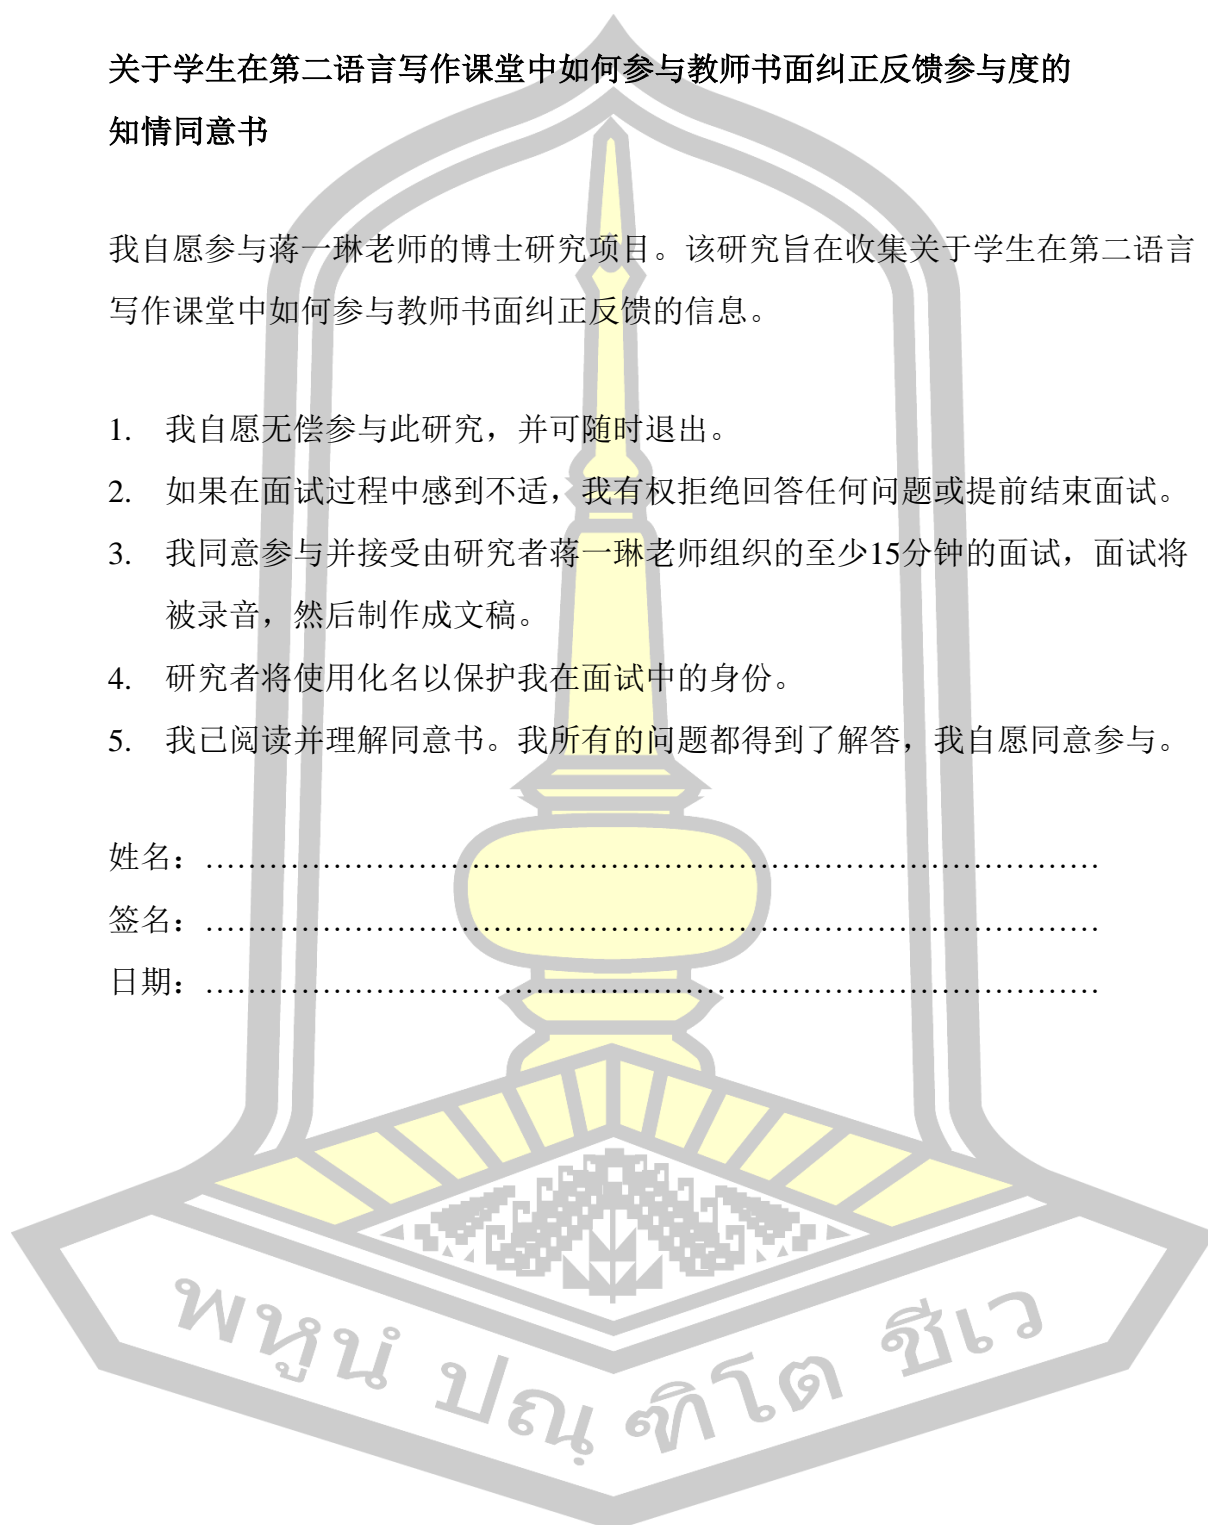 关于学生在第二语言写作课堂中如何参与教师书面纠正反馈参与度的
知情同意书
我自愿参与蒋一琳老师的博士研究项目。该研究旨在收集关于学生在第二语言
写作课堂中如何参与教师书面纠正反馈的信息。
1. 我自愿无偿参与此研究，并可随时退出。
2. 如果在面试过程中感到不适，我有权拒绝回答任何问题或提前结束面试。
3. 我同意参与并接受由研究者蒋一琳老师组织的至少15分钟的面试，面试将
被录音，然后制作成文稿。
4. 研究者将使用化名以保护我在面试中的身份。
5. 我已阅读并理解同意书。我所有的问题都得到了解答，我自愿同意参与。
姓名：…………………………………………………………………………
签名：…………………………………………………………………………
日期：…………………………………………………………………………
พหูนํ ปณฺฑิโต ชีเว